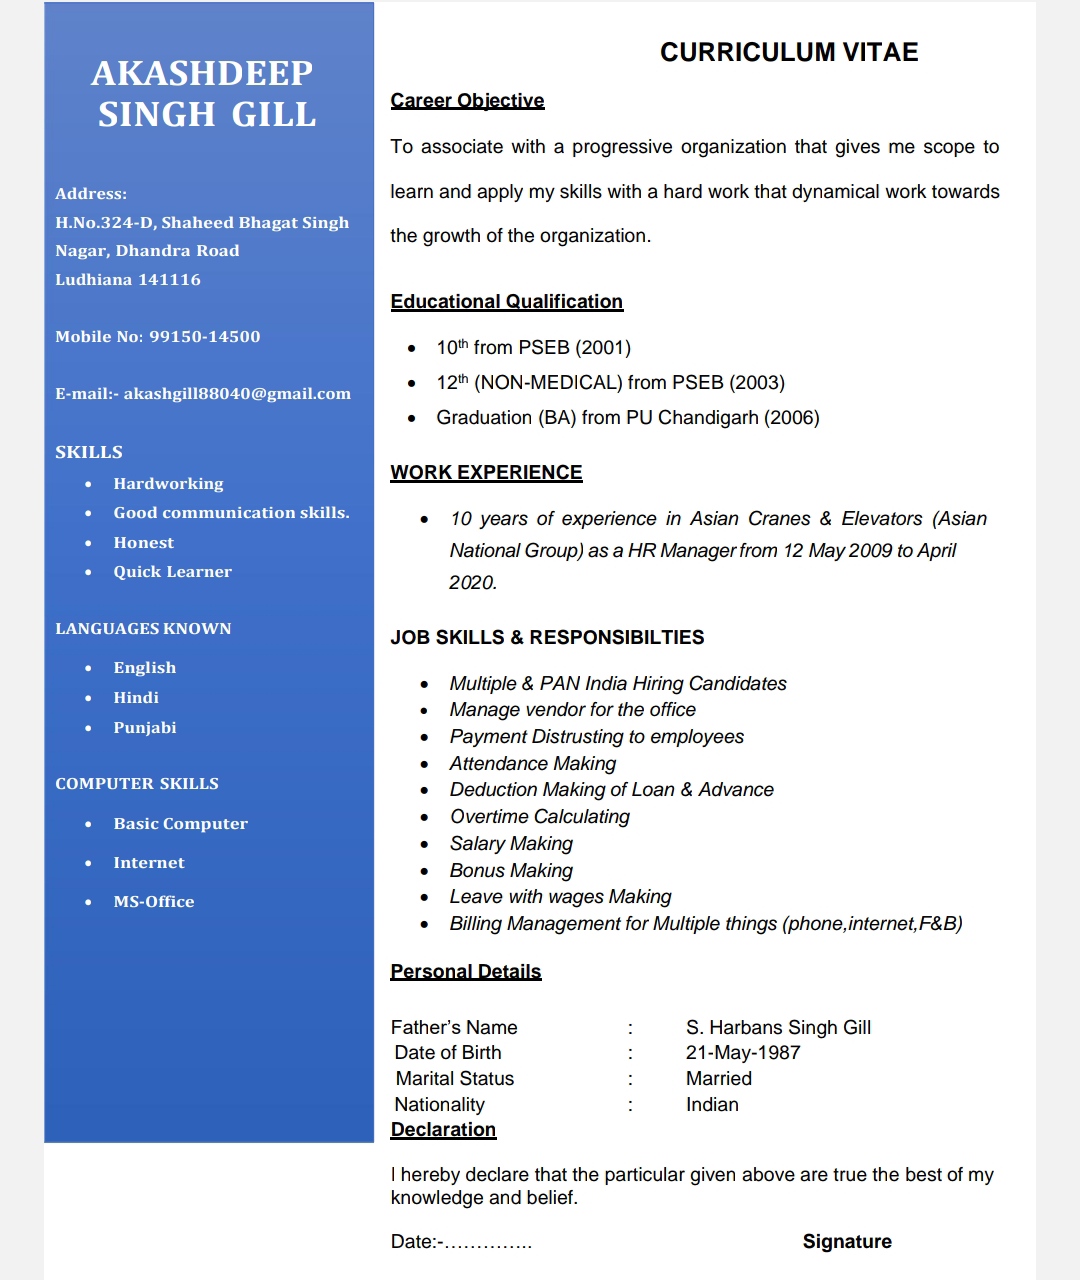 AKASHDEEP
SINGH GILL
Address:
H.No.324-D, Shaheed Bhagat Singh
Nagar, Dhandra Road
Ludhiana 141116
Mobile No: 99150-14500
E-mail:- akashgill88040@gmail.com
SKILLS
• Hardworking
• Good communication skills.
• Honest
• Quick Learner
LANGUAGES KNOWN
• English
• Hindi
• Punjabi
COMPUTER SKILLS
• Basic Computer
• Internet
• MS-Office
CURRICULUM VITAE
Career Objective
To associate with a progressive organization that gives me scope to
learn and apply my skills with a hard work that dynamical work towards
the growth of the organization.
Educational Qualification
• 10th from PSEB (2001)
• 12th (NON-MEDICAL) from PSEB (2003)
• Graduation (BA) from PU Chandigarh (2006)
WORK EXPERIENCE
• 10 years of experience in Asian Cranes & Elevators (Asian
National Group) as a HR Manager from 12 May 2009 to April
2020.
JOB SKILLS & RESPONSIBILTIES
• Multiple & PAN India Hiring Candidates
• Manage vendor for the office
• Payment Distrusting to employees
• Attendance Making
• Deduction Making of Loan & Advance
• Overtime Calculating
• Salary Making
• Bonus Making
• Leave with wages Making
• Billing Management for Multiple things (phone,internet,F&B)
Personal Details
Father’s Name : S. Harbans Singh Gill
Date of Birth : 21-May-1987
Marital Status : Married
Nationality : Indian
Declaration
I hereby declare that the particular given above are true the best of my
knowledge and belief.
Date:-………….. Signature